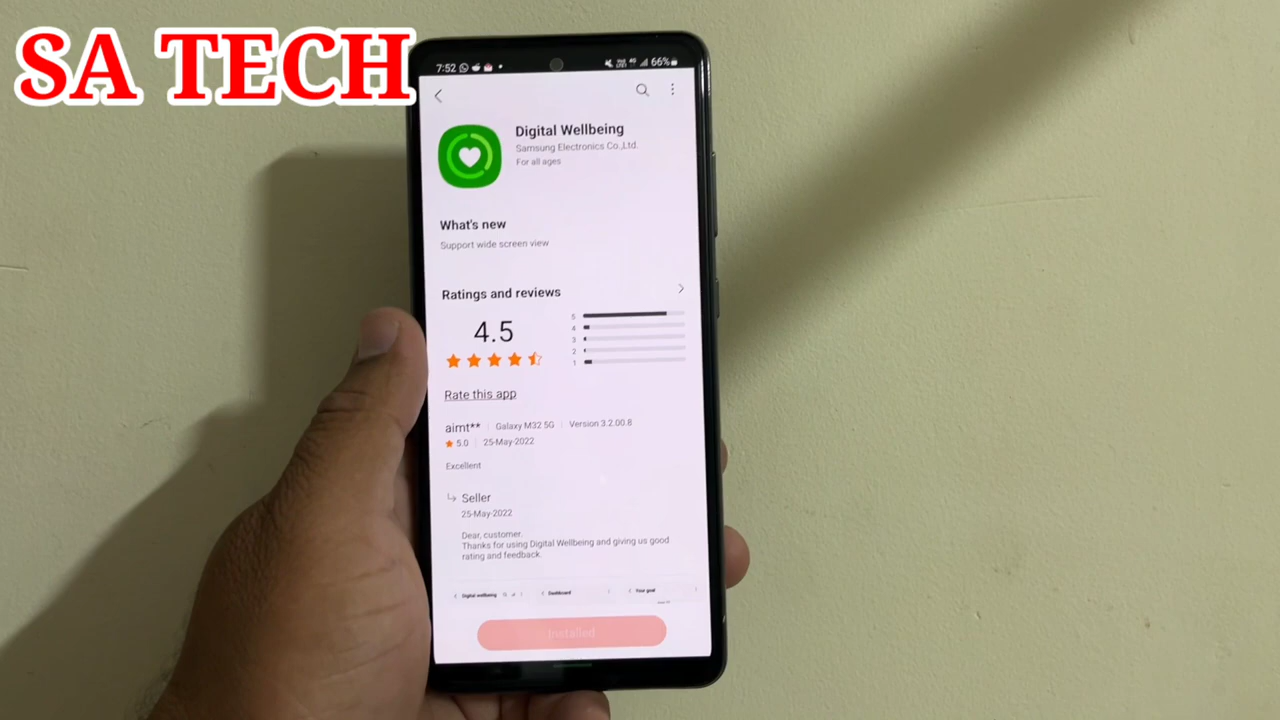 SA TECH
7:52
66%
Digital Wellbeing
Samsung Electronics Co.,Ltd.
For all ages
What's new
Support wide screen view
Ratings and reviews
4.5
5
4
3
2
1
Rate this app
aimt** Galaxy M32 5G Version 3.2.00.8
5.0 25-May-2022
Excellent
Seller
25-May-2022
Dear, customer.
Thanks for using Digital Wellbeing and giving us good
rating and feedback.
Digital wellbeing Dashboard Your goal
Installed